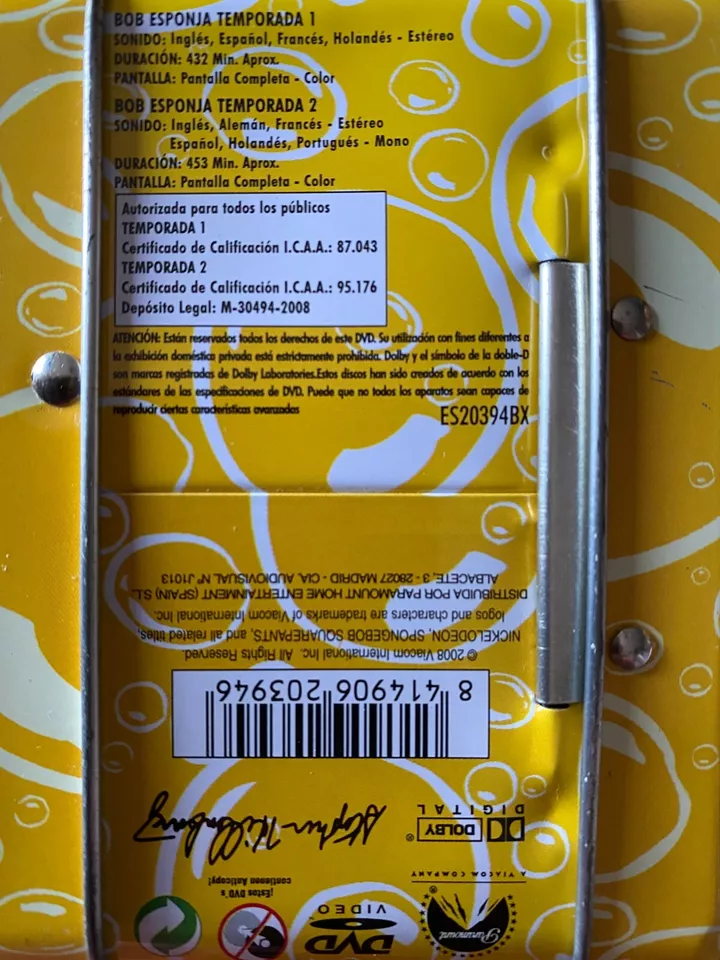 BOB ESPONJA TEMPORADA 1
SONIDO: Inglés, Español, Francés, Holandés - Estéreo
DURACIÓN: 432 Min. Aprox.
PANTALLA: Pantalla Completa - Color
BOB ESPONJA TEMPORADA 2
SONIDO: Inglés, Alemán, Francés - Estéreo
Español, Holandés, Portugués - Mono
DURACIÓN: 453 Min. Aprox.
PANTALLA: Pantalla Completa - Color
Autorizada para todos los públicos
TEMPORADA 1
Certificado de Calificación I.C.A.A.: 87.043
TEMPORADA 2
Certificado de Calificación I.C.A.A.: 95.176
Depósito Legal: M-30494-2008
ATENCIÓN: Están reservados todos los derechos de este DVD. Su utilización con fines diferentes a
la exhibición doméstica privada está estrictamente prohibida. Dolby y el símbolo de la doble-D
son marcas registradas de Dolby Laboratories.Estos discos han sido creados de acuerdo con los
estándares de las especificaciones de DVD. Puede que no todos los aparatos sean capaces de
reproducir ciertas características avanzadas
ES20394BX
Paramount
®
A VIACOM COMPANY
DVD
VIDEO
¡Estos DVD's
contienen Anticopy!
DOLBY
DIGITAL
®
Stephen Hillenburg
8 414906 203946
© 2008 Viacom International Inc. All Rights Reserved.
NICKELODEON, SPONGEBOB SQUAREPANTS, and all related titles,
logos and characters are trademarks of Viacom International Inc.
DISTRIBUIDA POR PARAMOUNT HOME ENTERTAINMENT (SPAIN) S.L.
ALBACETE, 3 - 28027 MADRID - CIA. AUDIOVISUAL Nº J1013